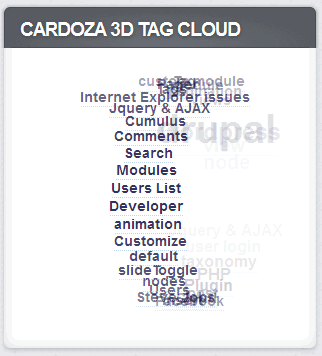 CARDOZA 3D TAG CLOUD
custom module
Internet Explorer issues
Jquery & AJAX
Drupal
Cumulus
Comments
Search
node
Modules
Users List
Developer
animation
Jquery & AJAX
Customize
user login
default
taxonomy
slideToggle
PHP
nodes
Plugin
Users
Steve Jobs
Facebook